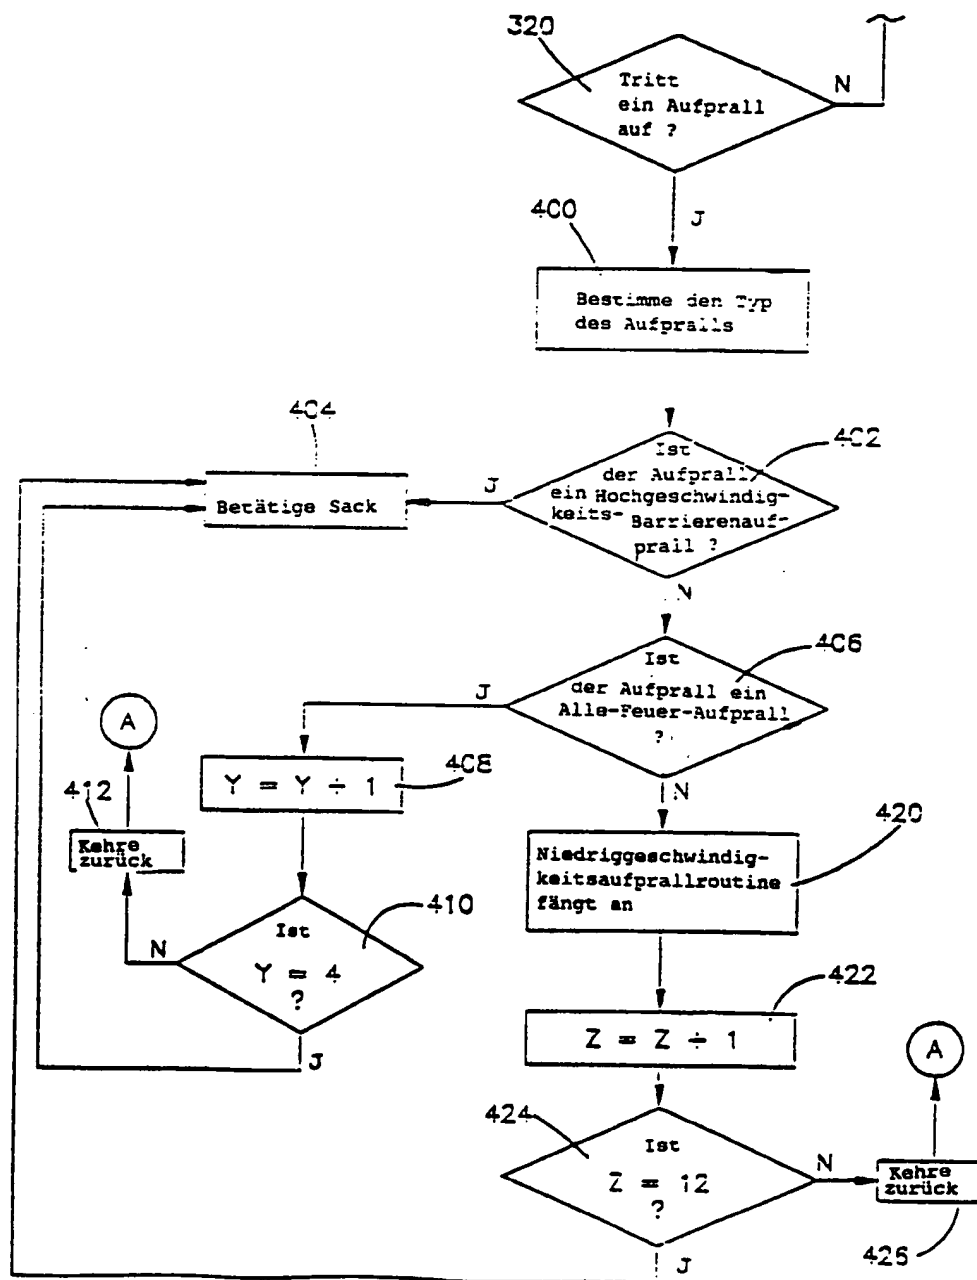 320
Tritt
ein Aufprall
auf ?
N
J
400
Bestimme den Typ
des Aufpralls
404
Betätige Sack
J
402
Ist
der Aufprall
ein Hochgeschwindig-
keits-Barrierenauf-
prall ?
N
406
Ist
der Aufprall ein
Alls-Feuer-Aufprall
?
J
N
A
408
Y = Y ÷ 1
412
Kehre
zurück
410
Ist
Y = 4
?
N
J
420
Niedriggeschwindig-
keitsaufprallroutine
fängt an
422
Z = Z ÷ 1
A
424
Ist
Z = 12
?
N
J
Kehre
zurück
426